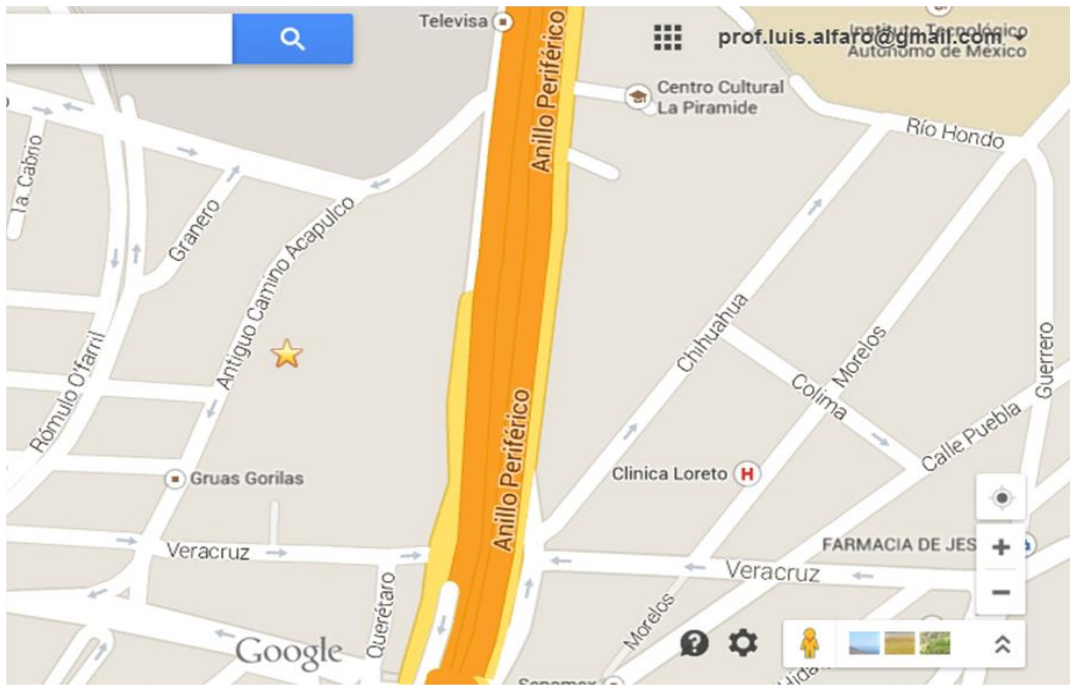 Televisa
prof.luis.alfaro@gmail.com
Instituto Tecnológico
Autónomo de México
Centro Cultural
La Piramide
Anillo Periférico
Río Hondo
1a. Cabrio
Granero
Antiguo Camino Acapulco
Rómulo O'farril
Chihuahua
Morelos
Colima
Guerrero
Calle Puebla
Anillo Periférico
Clinica Loreto H
Gruas Gorilas
Veracruz
FARMACIA DE JES
Veracruz
Querétaro
Morelos
Google